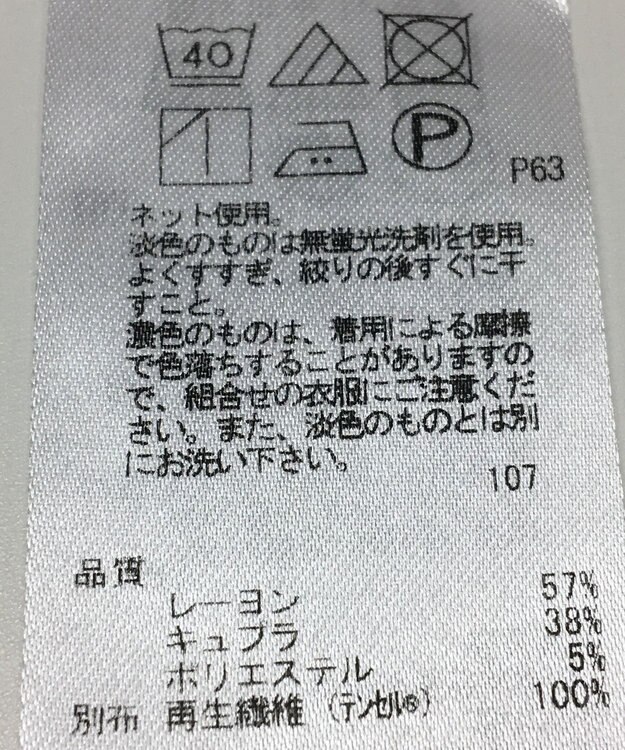 40
P
P63
ネット使用。
淡色のものは無蛍光洗剤を使用。
よくすすぎ、絞りの後すぐに干
すこと。
濃色のものは、着用による摩擦
で色落ちすることがありますの
で、組合せの衣服にご注意くだ
さい。また、淡色のものとは別
にお洗い下さい。
107
品質
レーヨン 57%
キュプラ 38%
ポリエステル 5%
別布 再生繊維 (テンセル®) 100%